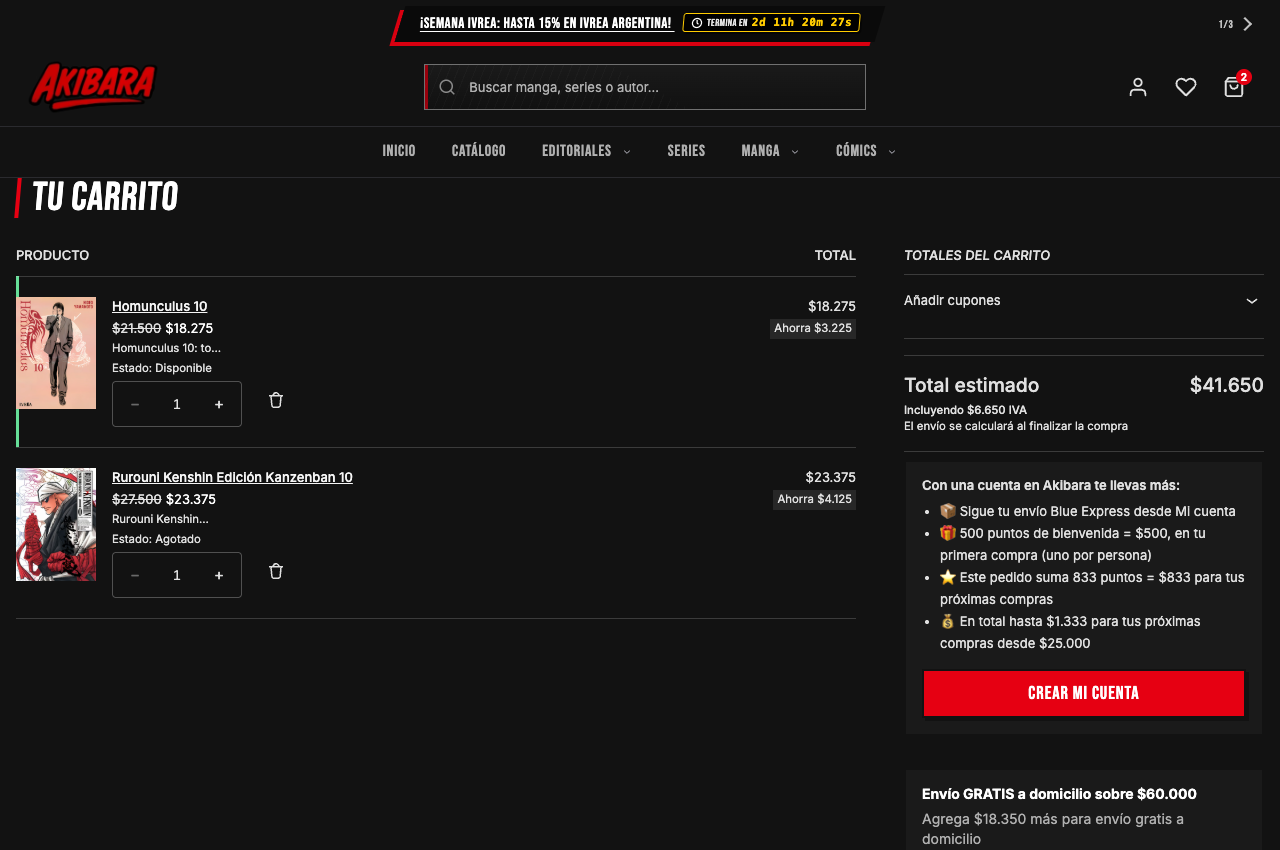 ¡SEMANA IVREA: HASTA 15% EN IVREA ARGENTINA! TERMINA EN 2d 11h 20m 27s
1/3
AKIBARA
Buscar manga, series o autor...
2
INICIO CATÁLOGO EDITORIALES SERIES MANGA CÓMICS
TU CARRITO
PRODUCTO TOTAL
Homunculus 10 $18.275
$21.500 $18.275 Ahorra $3.225
Homunculus 10: to...
Estado: Disponible
− 1 +
Homunculus
10
Rurouni Kenshin Edición Kanzenban 10 $23.375
$27.500 $23.375 Ahorra $4.125
Rurouni Kenshin...
Estado: Agotado
− 1 +
TOTALES DEL CARRITO
Añadir cupones
Total estimado $41.650
Incluyendo $6.650 IVA
El envío se calculará al finalizar la compra
Con una cuenta en Akibara te llevas más:
• 📦 Sigue tu envío Blue Express desde Mi cuenta
• 🎁 500 puntos de bienvenida = $500, en tu
primera compra (uno por persona)
• ⭐ Este pedido suma 833 puntos = $833 para tus
próximas compras
• 💰 En total hasta $1.333 para tus próximas
compras desde $25.000
CREAR MI CUENTA
Envío GRATIS a domicilio sobre $60.000
Agrega $18.350 más para envío gratis a
domicilio